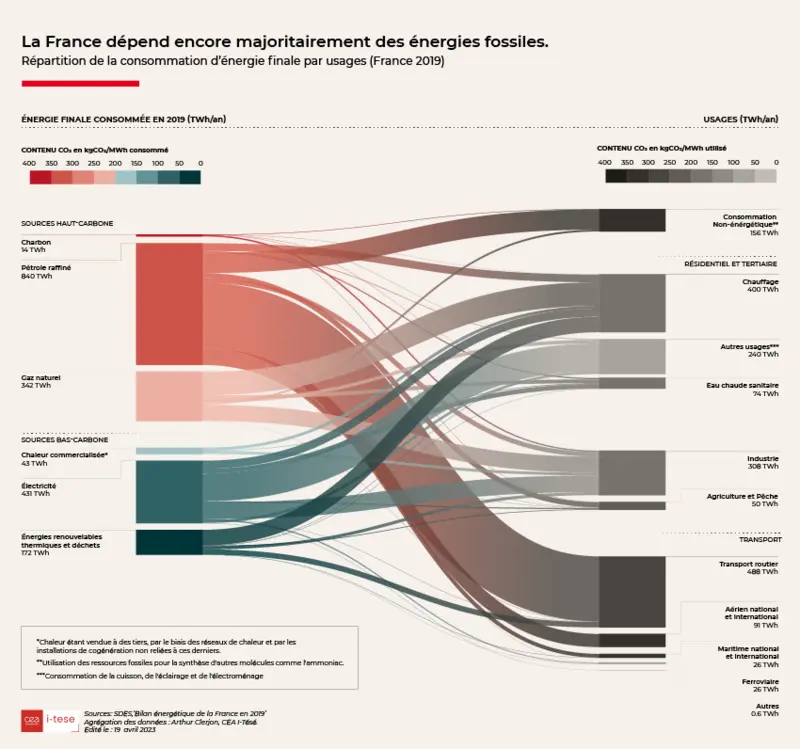 La France dépend encore majoritairement des énergies fossiles.
Répartition de la consommation d'énergie finale par usages (France 2019)
ÉNERGIE FINALE CONSOMMÉE EN 2019 (TWh/an)
USAGES (TWh/an)
CONTENU CO₂ en kgCO₂/MWh consommé
400 350 300 250 200 150 100 50 0
CONTENU CO₂ en kgCO₂/MWh utilisé
400 350 300 250 200 150 100 50 0
SOURCES HAUT-CARBONE
Charbon
14 TWh
Pétrole raffiné
840 TWh
Gaz naturel
342 TWh
SOURCES BAS-CARBONE
Chaleur commercialisée*
43 TWh
Électricité
431 TWh
Énergies renouvelables
thermiques et déchets
172 TWh
Consommation
Non-énergétique**
156 TWh
RÉSIDENTIEL ET TERTIAIRE
Chauffage
400 TWh
Autres usages***
240 TWh
Eau chaude sanitaire
74 TWh
Industrie
308 TWh
Agriculture et Pêche
50 TWh
TRANSPORT
Transport routier
488 TWh
Aérien national
et international
91 TWh
Maritime national
et international
26 TWh
Ferroviaire
26 TWh
Autres
0.6 TWh
*Chaleur étant vendue à des tiers, par le biais des réseaux de chaleur et par les
installations de cogénération non reliées à ces derniers.
**Utilisation des ressources fossiles pour la synthèse d'autres molécules comme l'ammoniac.
***Consommation de la cuisson, de l'éclairage et de l'électroménager
cea i-tese
Sources: SDES,'Bilan énergétique de la France en 2019'
Agrégation des données : Arthur Clerjon, CEA I-Tésé.
Édité le : 19 avril 2023